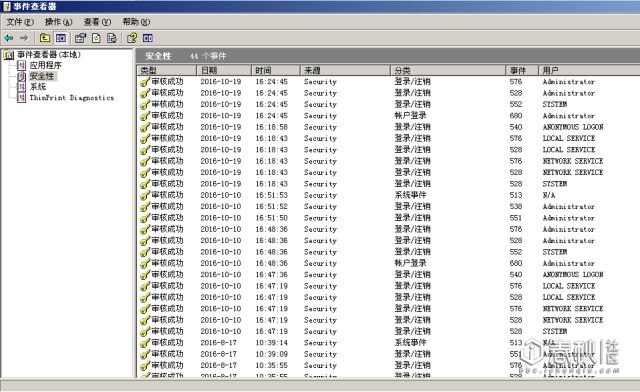 事件查看器
文件(F) 操作(A) 查看(V) 帮助(H)
事件查看器(本地)
应用程序
安全性
系统
ThinPrint Diagnostics
安全性 44 个事件
类型 日期 时间 来源 分类 事件 用户
审核成功 2016-10-19 16:24:45 Security 登录/注销 576 Administrator
审核成功 2016-10-19 16:24:45 Security 登录/注销 528 Administrator
审核成功 2016-10-19 16:24:45 Security 登录/注销 552 SYSTEM
审核成功 2016-10-19 16:24:45 Security 帐户登录 680 Administrator
审核成功 2016-10-19 16:18:58 Security 登录/注销 540 ANONYMOUS LOGON
审核成功 2016-10-19 16:18:43 Security 登录/注销 576 LOCAL SERVICE
审核成功 2016-10-19 16:18:43 Security 登录/注销 528 LOCAL SERVICE
审核成功 2016-10-19 16:18:43 Security 登录/注销 576 NETWORK SERVICE
审核成功 2016-10-19 16:18:43 Security 登录/注销 528 NETWORK SERVICE
审核成功 2016-10-19 16:18:43 Security 登录/注销 528 SYSTEM
审核成功 2016-10-10 16:51:53 Security 系统事件 513 N/A
审核成功 2016-10-10 16:51:52 Security 登录/注销 538 Administrator
审核成功 2016-10-10 16:51:50 Security 登录/注销 551 Administrator
审核成功 2016-10-10 16:48:36 Security 登录/注销 576 Administrator
审核成功 2016-10-10 16:48:36 Security 登录/注销 528 Administrator
审核成功 2016-10-10 16:48:36 Security 登录/注销 552 SYSTEM
审核成功 2016-10-10 16:48:36 Security 帐户登录 680 Administrator
审核成功 2016-10-10 16:47:36 Security 登录/注销 540 ANONYMOUS LOGON
审核成功 2016-10-10 16:47:19 Security 登录/注销 576 LOCAL SERVICE
审核成功 2016-10-10 16:47:19 Security 登录/注销 528 LOCAL SERVICE
审核成功 2016-10-10 16:47:19 Security 登录/注销 576 NETWORK SERVICE
审核成功 2016-10-10 16:47:19 Security 登录/注销 528 NETWORK SERVICE
审核成功 2016-10-10 16:47:19 Security 登录/注销 528 SYSTEM
审核成功 2016-8-17 10:39:14 Security 系统事件 513 N/A
审核成功 2016-8-17 10:39:09 Security 登录/注销 551
审核成功 2016-8-17 10:35:55 Security 登录/注销 576
审核成功 2016-8-17 10:35:55 Security 登录/注销 528
春秋
bbs.ichunqiu.com